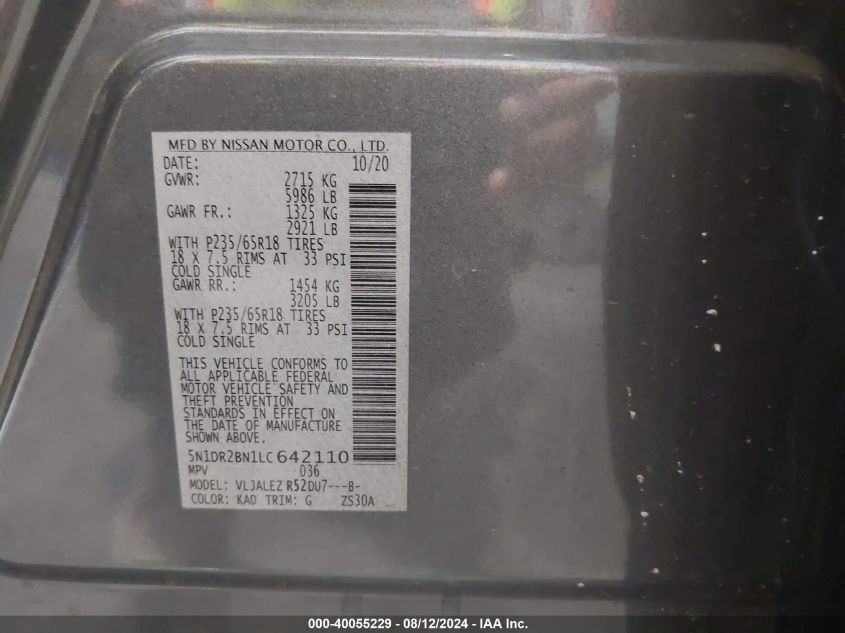 MFD BY NISSAN MOTOR CO., LTD.
DATE: 10/20
GVWR: 2715 KG
5986 LB
GAWR FR.: 1325 KG
2921 LB
WITH P235/65R18 TIRES
18 X 7.5 RIMS AT 33 PSI
COLD SINGLE
GAWR RR.: 1454 KG
3205 LB
WITH P235/65R18 TIRES
18 X 7.5 RIMS AT 33 PSI
COLD SINGLE
THIS VEHICLE CONFORMS TO
ALL APPLICABLE FEDERAL
MOTOR VEHICLE SAFETY AND
THEFT PREVENTION
STANDARDS IN EFFECT ON
THE DATE OF MANUFACTURE
SHOWN ABOVE.
5N1DR2BN1LC642110
MPV 036
MODEL: VLJALEZ R52DU7---B-
COLOR: KAD TRIM: G ZS30A
000-40055229 - 08/12/2024 - IAA Inc.